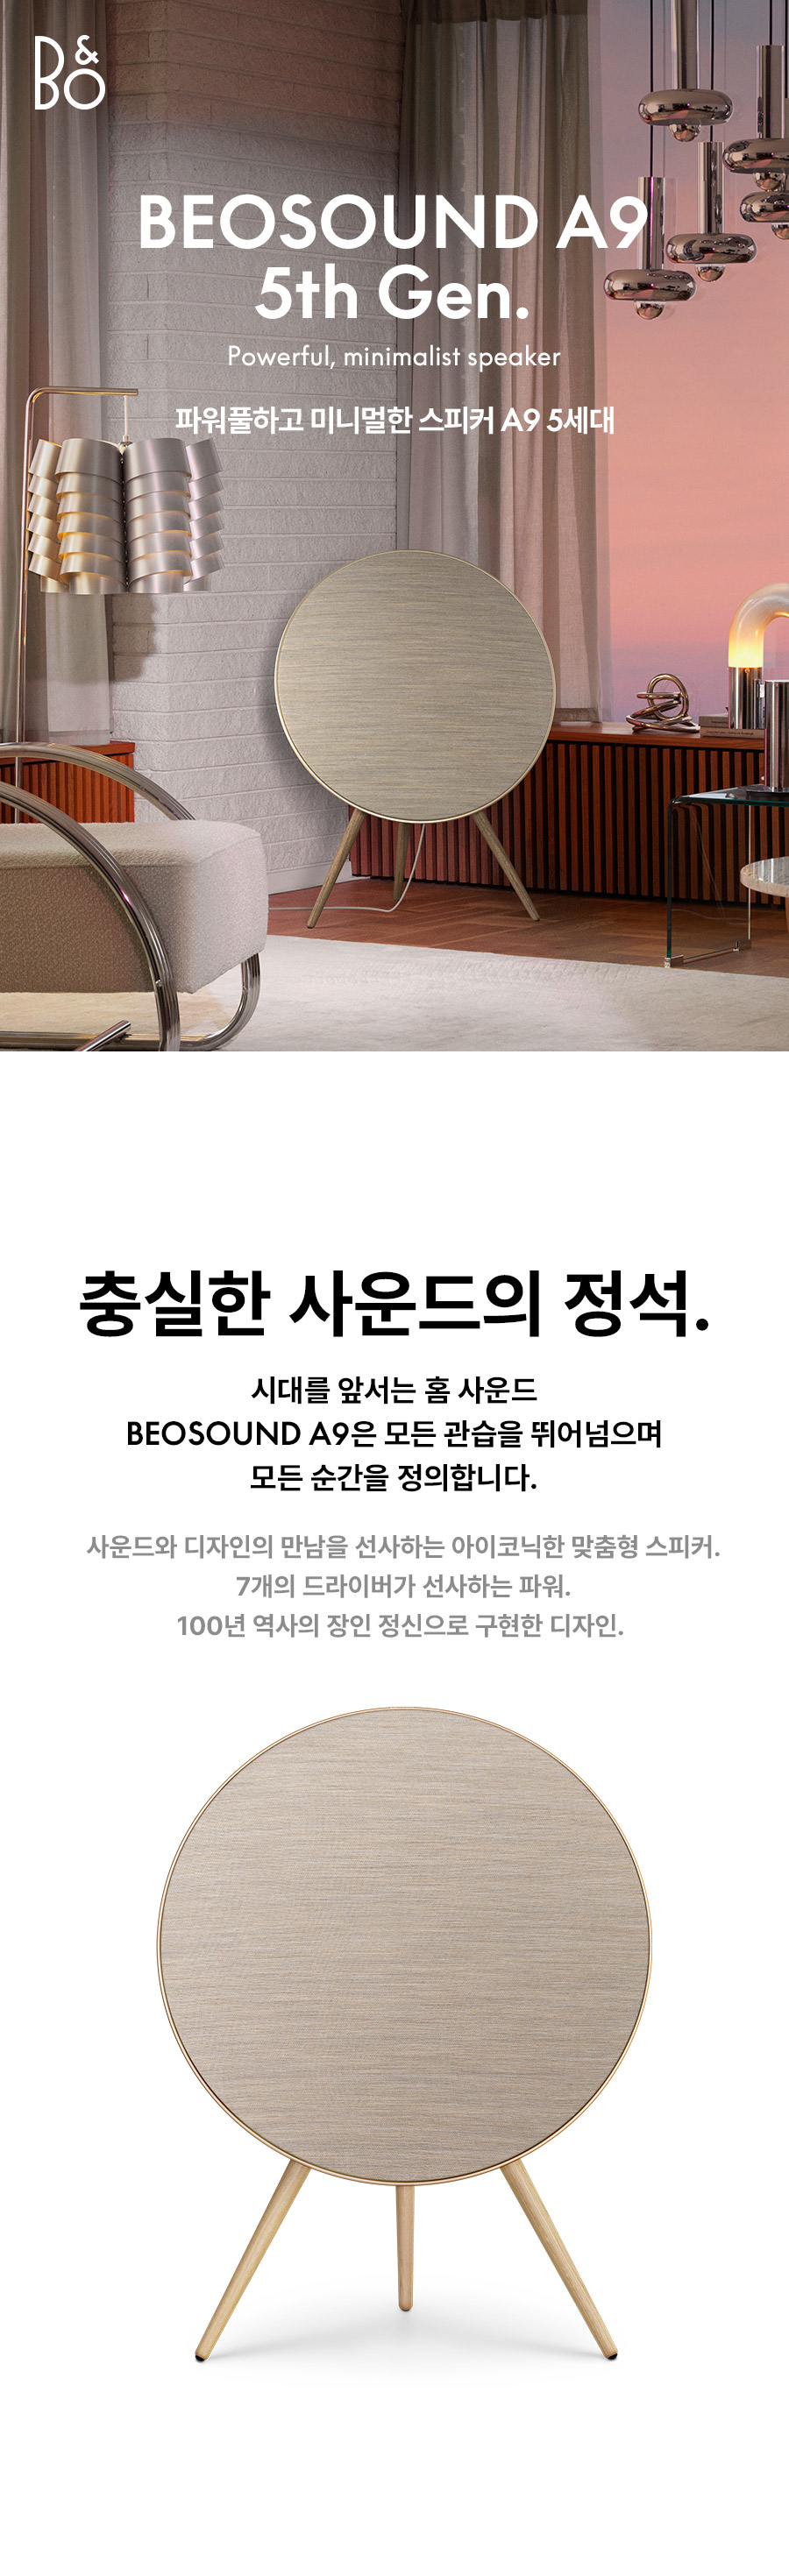 B&O
BEOSOUND A9
5th Gen.
Powerful, minimalist speaker
파워풀하고 미니멀한 스피커 A9 5세대
충실한 사운드의 정석.
시대를 앞서는 홈 사운드
BEOSOUND A9은 모든 관습을 뛰어넘으며
모든 순간을 정의합니다.
사운드와 디자인의 만남을 선사하는 아이코닉한 맞춤형 스피커.
7개의 드라이버가 선사하는 파워.
100년 역사의 장인 정신으로 구현한 디자인.